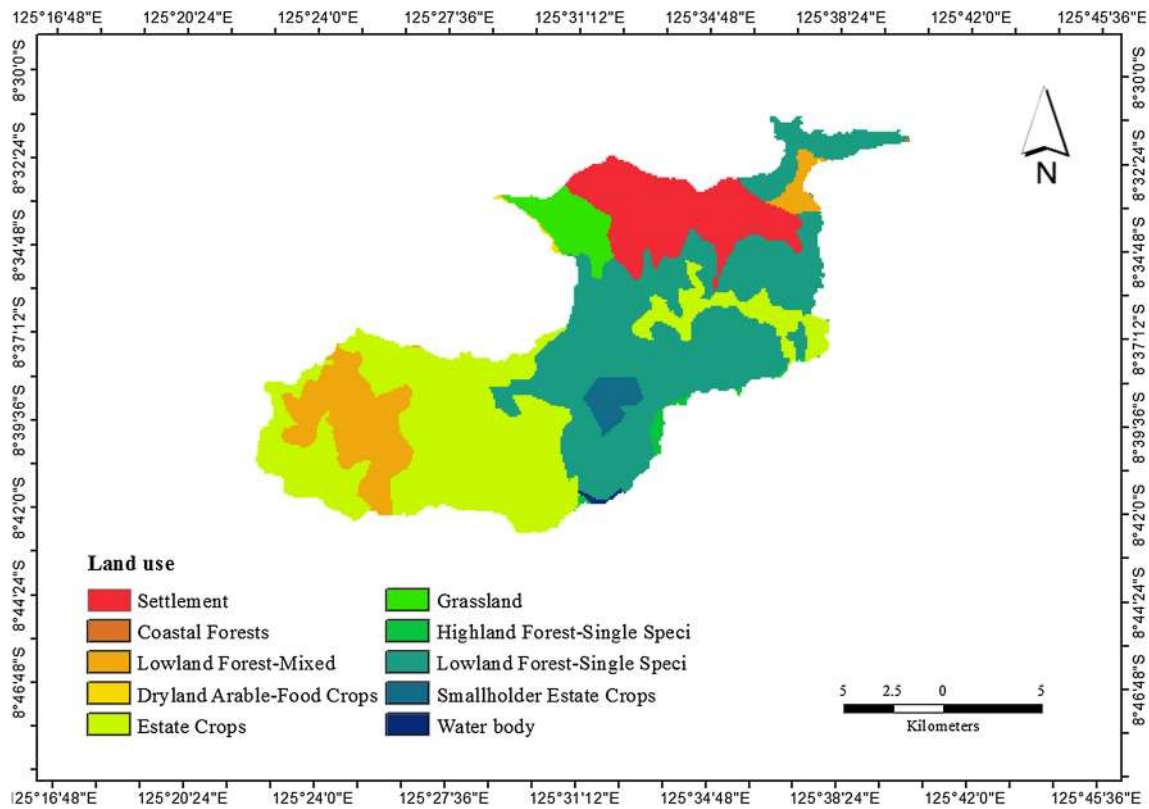 125°16'48"E 125°20'24"E 125°24'0"E 125°27'36"E 125°31'12"E 125°34'48"E 125°38'24"E 125°42'0"E 125°45'36"E
8°30'0"S 8°30'0"S
8°32'24"S 8°32'24"S
8°34'48"S 8°34'48"S
8°37'12"S 8°37'12"S
8°39'36"S 8°39'36"S
8°42'0"S 8°42'0"S
8°44'24"S 8°44'24"S
8°46'48"S 8°46'48"S
N
Land use
Settlement
Coastal Forests
Lowland Forest-Mixed
Dryland Arable-Food Crops
Estate Crops
Grassland
Highland Forest-Single Speci
Lowland Forest-Single Speci
Smallholder Estate Crops
Water body
5 2.5 0 5
Kilometers
125°16'48"E 125°20'24"E 125°24'0"E 125°27'36"E 125°31'12"E 125°34'48"E 125°38'24"E 125°42'0"E 125°45'36"E